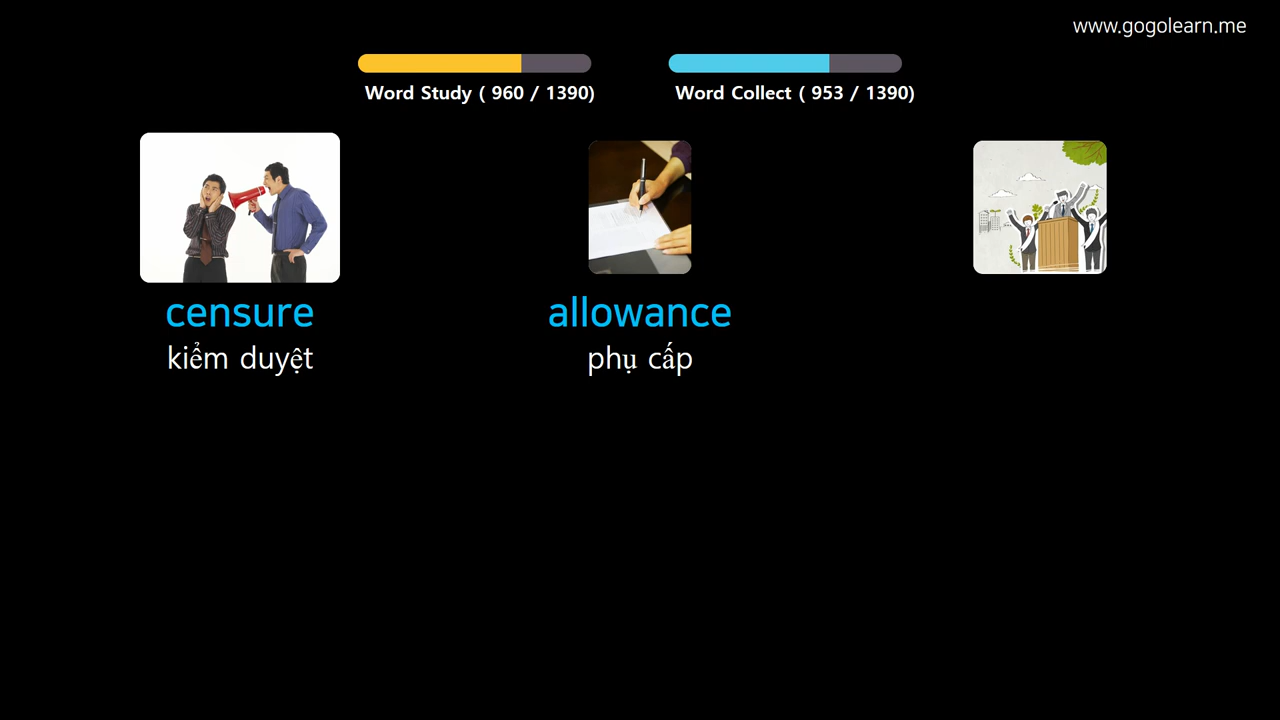 www.gogolearn.me
Word Study ( 960 / 1390)
Word Collect ( 953 / 1390)
censure
allowance
kiểm duyệt
phụ cấp